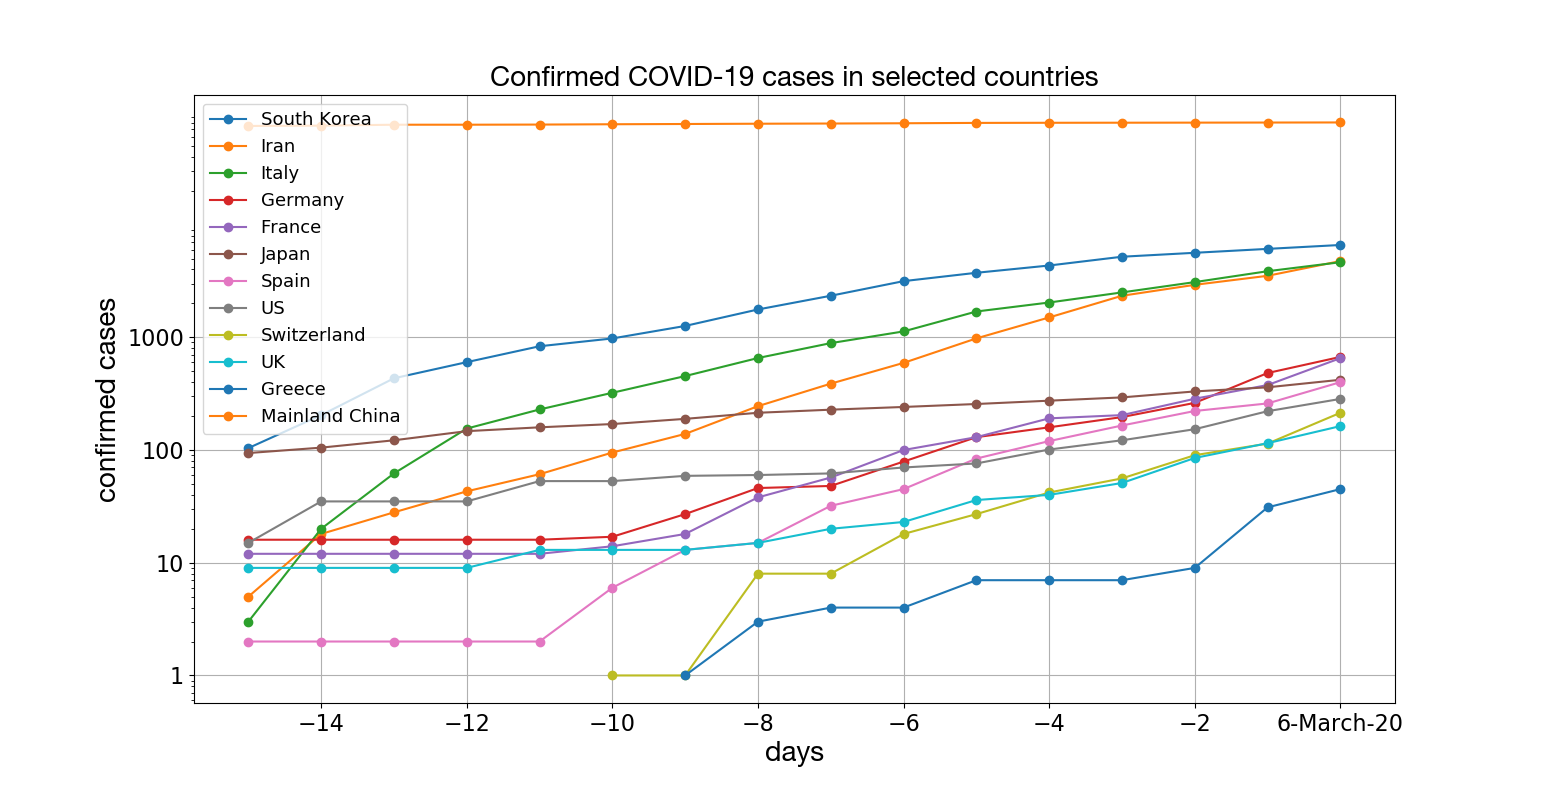 Confirmed COVID-19 cases in selected countries
South Korea
Iran
Italy
Germany
France
Japan
Spain
US
Switzerland
UK
Greece
Mainland China
confirmed cases
1000
100
10
1
−14 −12 −10 −8 −6 −4 −2 6-March-20
days